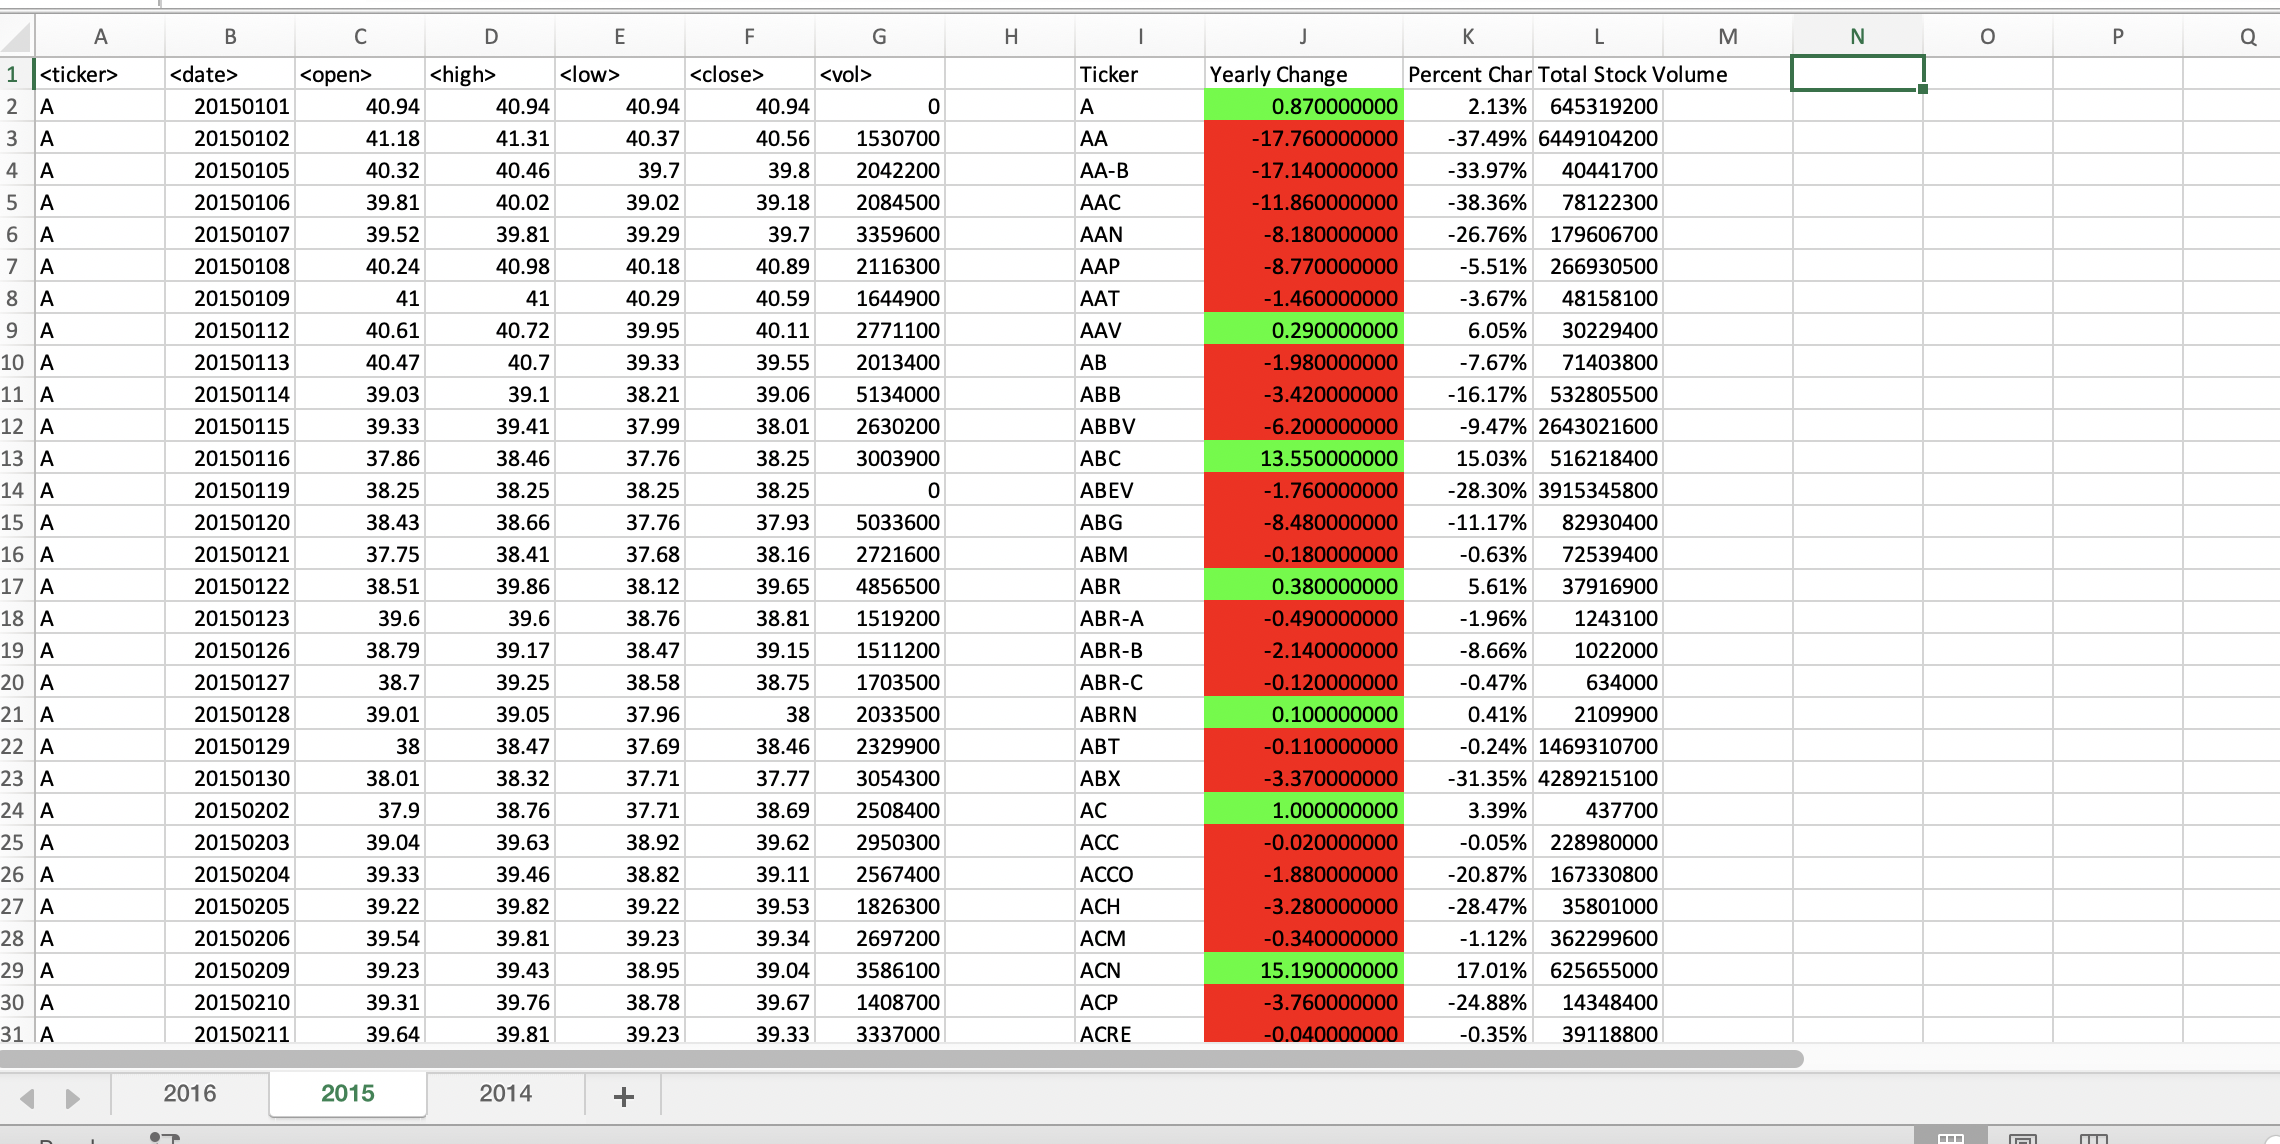 A B C D E F G H I J K L M N O P Q
1 <ticker> <date> <open> <high> <low> <close> <vol> Ticker Yearly Change Percent Char Total Stock Volume
2 A 20150101 40.94 40.94 40.94 40.94 0 A 0.870000000 2.13% 645319200
3 A 20150102 41.18 41.31 40.37 40.56 1530700 AA -17.760000000 -37.49% 6449104200
4 A 20150105 40.32 40.46 39.7 39.8 2042200 AA-B -17.140000000 -33.97% 40441700
5 A 20150106 39.81 40.02 39.02 39.18 2084500 AAC -11.860000000 -38.36% 78122300
6 A 20150107 39.52 39.81 39.29 39.7 3359600 AAN -8.180000000 -26.76% 179606700
7 A 20150108 40.24 40.98 40.18 40.89 2116300 AAP -8.770000000 -5.51% 266930500
8 A 20150109 41 41 40.29 40.59 1644900 AAT -1.460000000 -3.67% 48158100
9 A 20150112 40.61 40.72 39.95 40.11 2771100 AAV 0.290000000 6.05% 30229400
10 A 20150113 40.47 40.7 39.33 39.55 2013400 AB -1.980000000 -7.67% 71403800
11 A 20150114 39.03 39.1 38.21 39.06 5134000 ABB -3.420000000 -16.17% 532805500
12 A 20150115 39.33 39.41 37.99 38.01 2630200 ABBV -6.200000000 -9.47% 2643021600
13 A 20150116 37.86 38.46 37.76 38.25 3003900 ABC 13.550000000 15.03% 516218400
14 A 20150119 38.25 38.25 38.25 38.25 0 ABEV -1.760000000 -28.30% 3915345800
15 A 20150120 38.43 38.66 37.76 37.93 5033600 ABG -8.480000000 -11.17% 82930400
16 A 20150121 37.75 38.41 37.68 38.16 2721600 ABM -0.180000000 -0.63% 72539400
17 A 20150122 38.51 39.86 38.12 39.65 4856500 ABR 0.380000000 5.61% 37916900
18 A 20150123 39.6 39.6 38.76 38.81 1519200 ABR-A -0.490000000 -1.96% 1243100
19 A 20150126 38.79 39.17 38.47 39.15 1511200 ABR-B -2.140000000 -8.66% 1022000
20 A 20150127 38.7 39.25 38.58 38.75 1703500 ABR-C -0.120000000 -0.47% 634000
21 A 20150128 39.01 39.05 37.96 38 2033500 ABRN 0.100000000 0.41% 2109900
22 A 20150129 38 38.47 37.69 38.46 2329900 ABT -0.110000000 -0.24% 1469310700
23 A 20150130 38.01 38.32 37.71 37.77 3054300 ABX -3.370000000 -31.35% 4289215100
24 A 20150202 37.9 38.76 37.71 38.69 2508400 AC 1.000000000 3.39% 437700
25 A 20150203 39.04 39.63 38.92 39.62 2950300 ACC -0.020000000 -0.05% 228980000
26 A 20150204 39.33 39.46 38.82 39.11 2567400 ACCO -1.880000000 -20.87% 167330800
27 A 20150205 39.22 39.82 39.22 39.53 1826300 ACH -3.280000000 -28.47% 35801000
28 A 20150206 39.54 39.81 39.23 39.34 2697200 ACM -0.340000000 -1.12% 362299600
29 A 20150209 39.23 39.43 38.95 39.04 3586100 ACN 15.190000000 17.01% 625655000
30 A 20150210 39.31 39.76 38.78 39.67 1408700 ACP -3.760000000 -24.88% 14348400
31 A 20150211 39.64 39.81 39.23 39.33 3337000 ACRE -0.040000000 -0.35% 39118800
2016 2015 2014 +